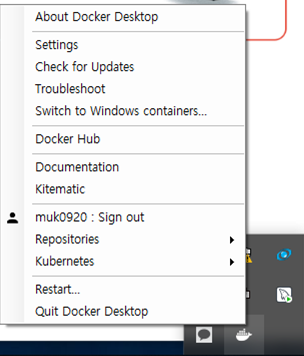 About Docker Desktop
Settings
Check for Updates
Troubleshoot
Switch to Windows containers...
Docker Hub
Documentation
Kitematic
muk0920 : Sign out
Repositories
Kubernetes
Restart...
Quit Docker Desktop